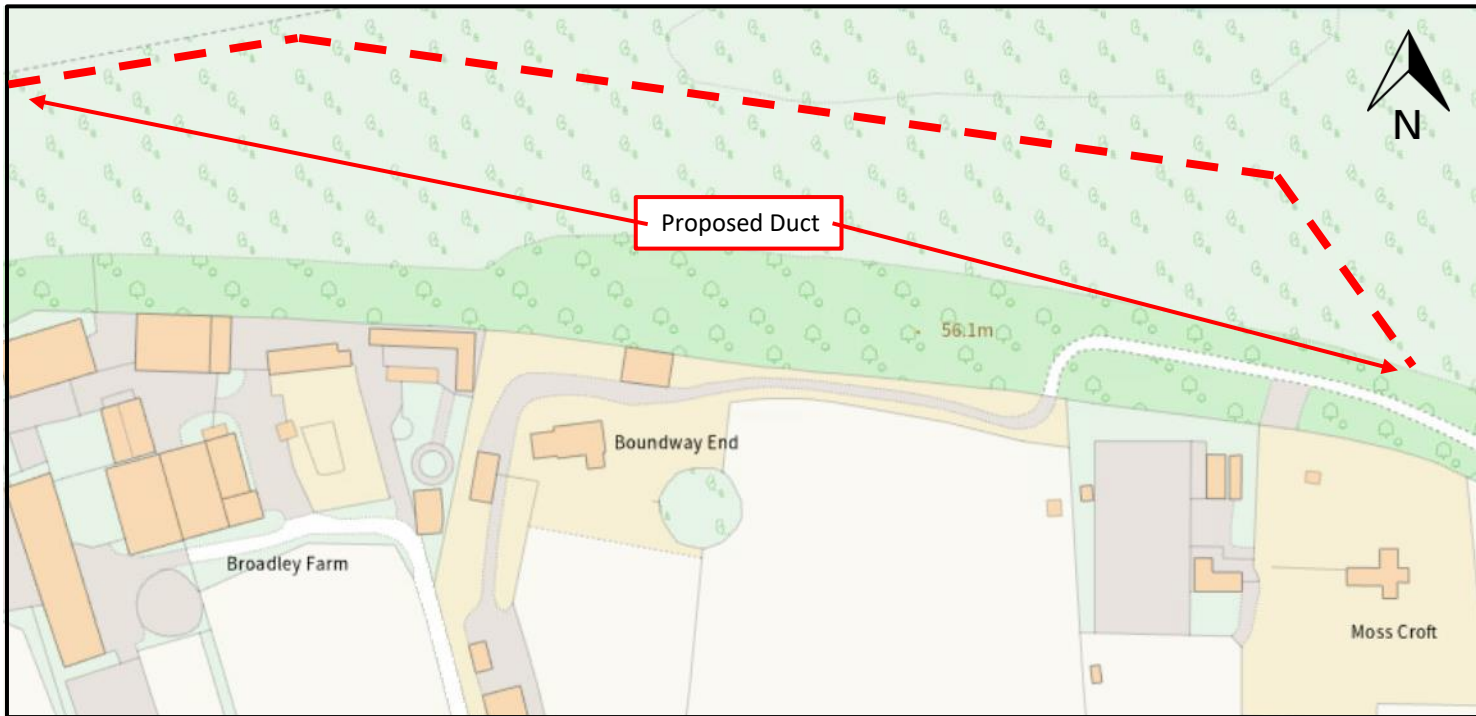 N
Proposed Duct
56.1m
Boundway End
Broadley Farm
Moss Croft